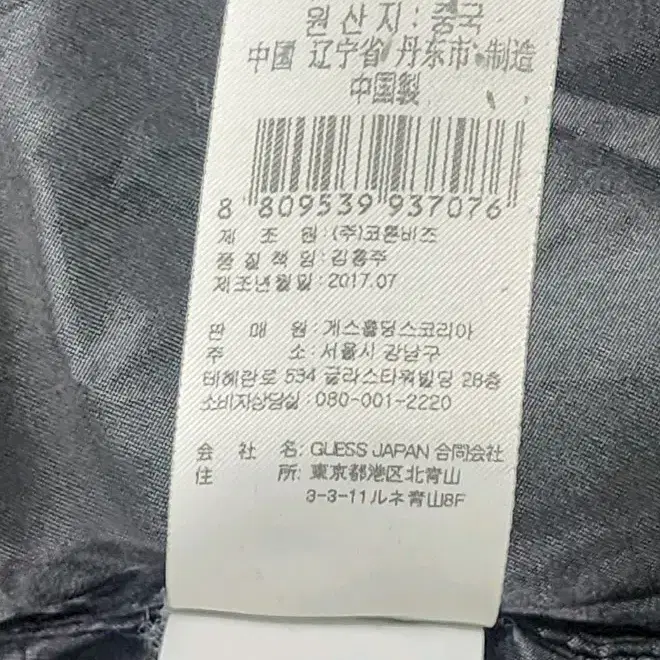 원산지:중국
中国 辽宁省 丹东市 制造
中国製
8 809539 937076
제 조 원:(주)코튼비즈
품질책임:김홍주
제조년월일:2017.07
판 매 원:게스홀딩스코리아
주 소:서울시 강남구
테헤란로 534 글라스타워빌딩 28층
소비자상담실:080-001-2220
会 社 名: GUESS JAPAN 合同会社
住 所: 東京都港区北青山
3-3-11ルネ青山8F